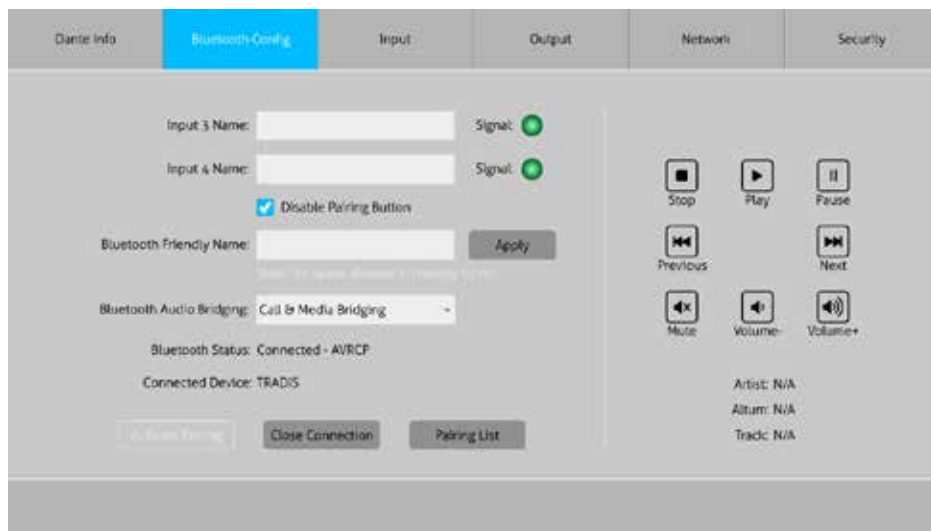 Dante Info
Bluetooth Config
Input
Output
Network
Security
Input 3 Name:
Signal:
Input 4 Name:
Signal:
Disable Pairing Button
Bluetooth Friendly Name:
Apply
Bluetooth Audio Bridging: Call & Media Bridging
Bluetooth Status: Connected - AVRCP
Connected Device: TRADIS
Close Connection
Pairing List
Stop
Play
Pause
Previous
Next
Mute
Volume-
Volume+
Artist: N/A
Album: N/A
Track: N/A